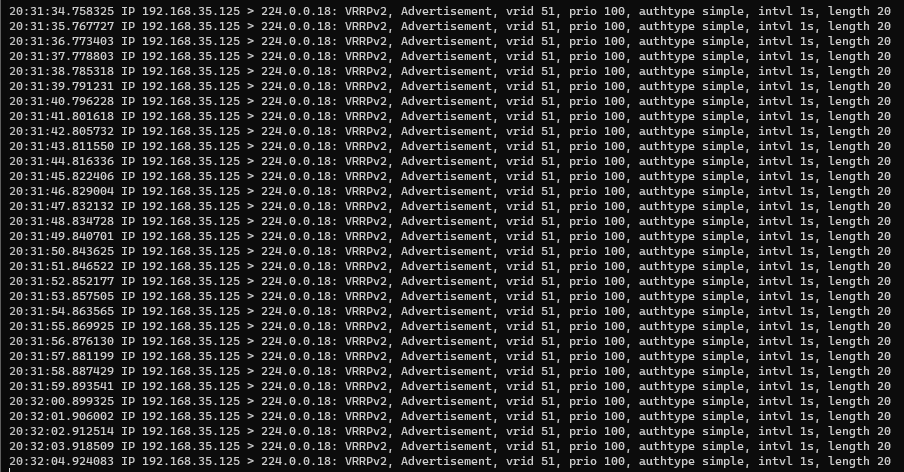 20:31:34.758325 IP 192.168.35.125 > 224.0.0.18: VRRPv2, Advertisement, vrid 51, prio 100, authtype simple, intvl 1s, length 20
20:31:35.767727 IP 192.168.35.125 > 224.0.0.18: VRRPv2, Advertisement, vrid 51, prio 100, authtype simple, intvl 1s, length 20
20:31:36.773403 IP 192.168.35.125 > 224.0.0.18: VRRPv2, Advertisement, vrid 51, prio 100, authtype simple, intvl 1s, length 20
20:31:37.778803 IP 192.168.35.125 > 224.0.0.18: VRRPv2, Advertisement, vrid 51, prio 100, authtype simple, intvl 1s, length 20
20:31:38.785318 IP 192.168.35.125 > 224.0.0.18: VRRPv2, Advertisement, vrid 51, prio 100, authtype simple, intvl 1s, length 20
20:31:39.791231 IP 192.168.35.125 > 224.0.0.18: VRRPv2, Advertisement, vrid 51, prio 100, authtype simple, intvl 1s, length 20
20:31:40.796228 IP 192.168.35.125 > 224.0.0.18: VRRPv2, Advertisement, vrid 51, prio 100, authtype simple, intvl 1s, length 20
20:31:41.801618 IP 192.168.35.125 > 224.0.0.18: VRRPv2, Advertisement, vrid 51, prio 100, authtype simple, intvl 1s, length 20
20:31:42.805732 IP 192.168.35.125 > 224.0.0.18: VRRPv2, Advertisement, vrid 51, prio 100, authtype simple, intvl 1s, length 20
20:31:43.811550 IP 192.168.35.125 > 224.0.0.18: VRRPv2, Advertisement, vrid 51, prio 100, authtype simple, intvl 1s, length 20
20:31:44.816336 IP 192.168.35.125 > 224.0.0.18: VRRPv2, Advertisement, vrid 51, prio 100, authtype simple, intvl 1s, length 20
20:31:45.822406 IP 192.168.35.125 > 224.0.0.18: VRRPv2, Advertisement, vrid 51, prio 100, authtype simple, intvl 1s, length 20
20:31:46.829004 IP 192.168.35.125 > 224.0.0.18: VRRPv2, Advertisement, vrid 51, prio 100, authtype simple, intvl 1s, length 20
20:31:47.832132 IP 192.168.35.125 > 224.0.0.18: VRRPv2, Advertisement, vrid 51, prio 100, authtype simple, intvl 1s, length 20
20:31:48.834728 IP 192.168.35.125 > 224.0.0.18: VRRPv2, Advertisement, vrid 51, prio 100, authtype simple, intvl 1s, length 20
20:31:49.840701 IP 192.168.35.125 > 224.0.0.18: VRRPv2, Advertisement, vrid 51, prio 100, authtype simple, intvl 1s, length 20
20:31:50.843625 IP 192.168.35.125 > 224.0.0.18: VRRPv2, Advertisement, vrid 51, prio 100, authtype simple, intvl 1s, length 20
20:31:51.846522 IP 192.168.35.125 > 224.0.0.18: VRRPv2, Advertisement, vrid 51, prio 100, authtype simple, intvl 1s, length 20
20:31:52.852177 IP 192.168.35.125 > 224.0.0.18: VRRPv2, Advertisement, vrid 51, prio 100, authtype simple, intvl 1s, length 20
20:31:53.857505 IP 192.168.35.125 > 224.0.0.18: VRRPv2, Advertisement, vrid 51, prio 100, authtype simple, intvl 1s, length 20
20:31:54.863565 IP 192.168.35.125 > 224.0.0.18: VRRPv2, Advertisement, vrid 51, prio 100, authtype simple, intvl 1s, length 20
20:31:55.869925 IP 192.168.35.125 > 224.0.0.18: VRRPv2, Advertisement, vrid 51, prio 100, authtype simple, intvl 1s, length 20
20:31:56.876130 IP 192.168.35.125 > 224.0.0.18: VRRPv2, Advertisement, vrid 51, prio 100, authtype simple, intvl 1s, length 20
20:31:57.881199 IP 192.168.35.125 > 224.0.0.18: VRRPv2, Advertisement, vrid 51, prio 100, authtype simple, intvl 1s, length 20
20:31:58.887429 IP 192.168.35.125 > 224.0.0.18: VRRPv2, Advertisement, vrid 51, prio 100, authtype simple, intvl 1s, length 20
20:31:59.893541 IP 192.168.35.125 > 224.0.0.18: VRRPv2, Advertisement, vrid 51, prio 100, authtype simple, intvl 1s, length 20
20:32:00.899325 IP 192.168.35.125 > 224.0.0.18: VRRPv2, Advertisement, vrid 51, prio 100, authtype simple, intvl 1s, length 20
20:32:01.906002 IP 192.168.35.125 > 224.0.0.18: VRRPv2, Advertisement, vrid 51, prio 100, authtype simple, intvl 1s, length 20
20:32:02.912514 IP 192.168.35.125 > 224.0.0.18: VRRPv2, Advertisement, vrid 51, prio 100, authtype simple, intvl 1s, length 20
20:32:03.918509 IP 192.168.35.125 > 224.0.0.18: VRRPv2, Advertisement, vrid 51, prio 100, authtype simple, intvl 1s, length 20
20:32:04.924083 IP 192.168.35.125 > 224.0.0.18: VRRPv2, Advertisement, vrid 51, prio 100, authtype simple, intvl 1s, length 20